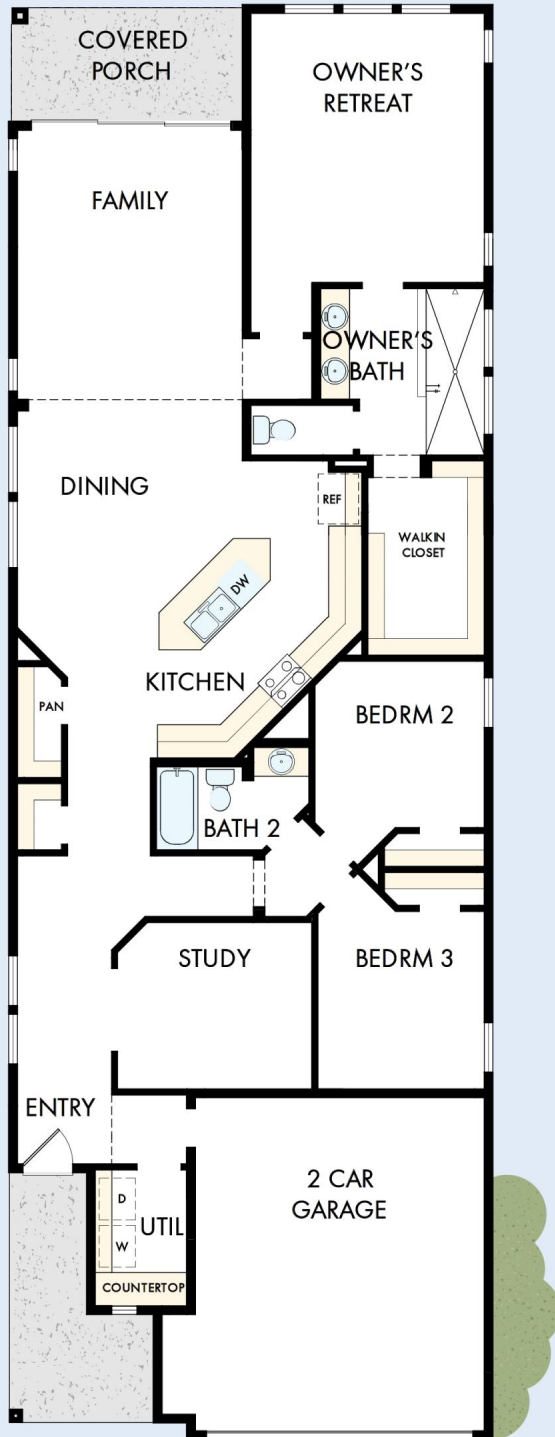 COVERED
PORCH
OWNER'S
RETREAT
FAMILY
OWNER'S
BATH
DINING
REF
WALKIN
CLOSET
DW
KITCHEN
PAN
BEDRM 2
BATH 2
STUDY
BEDRM 3
ENTRY
2 CAR
GARAGE
D
UTIL
W
COUNTERTOP